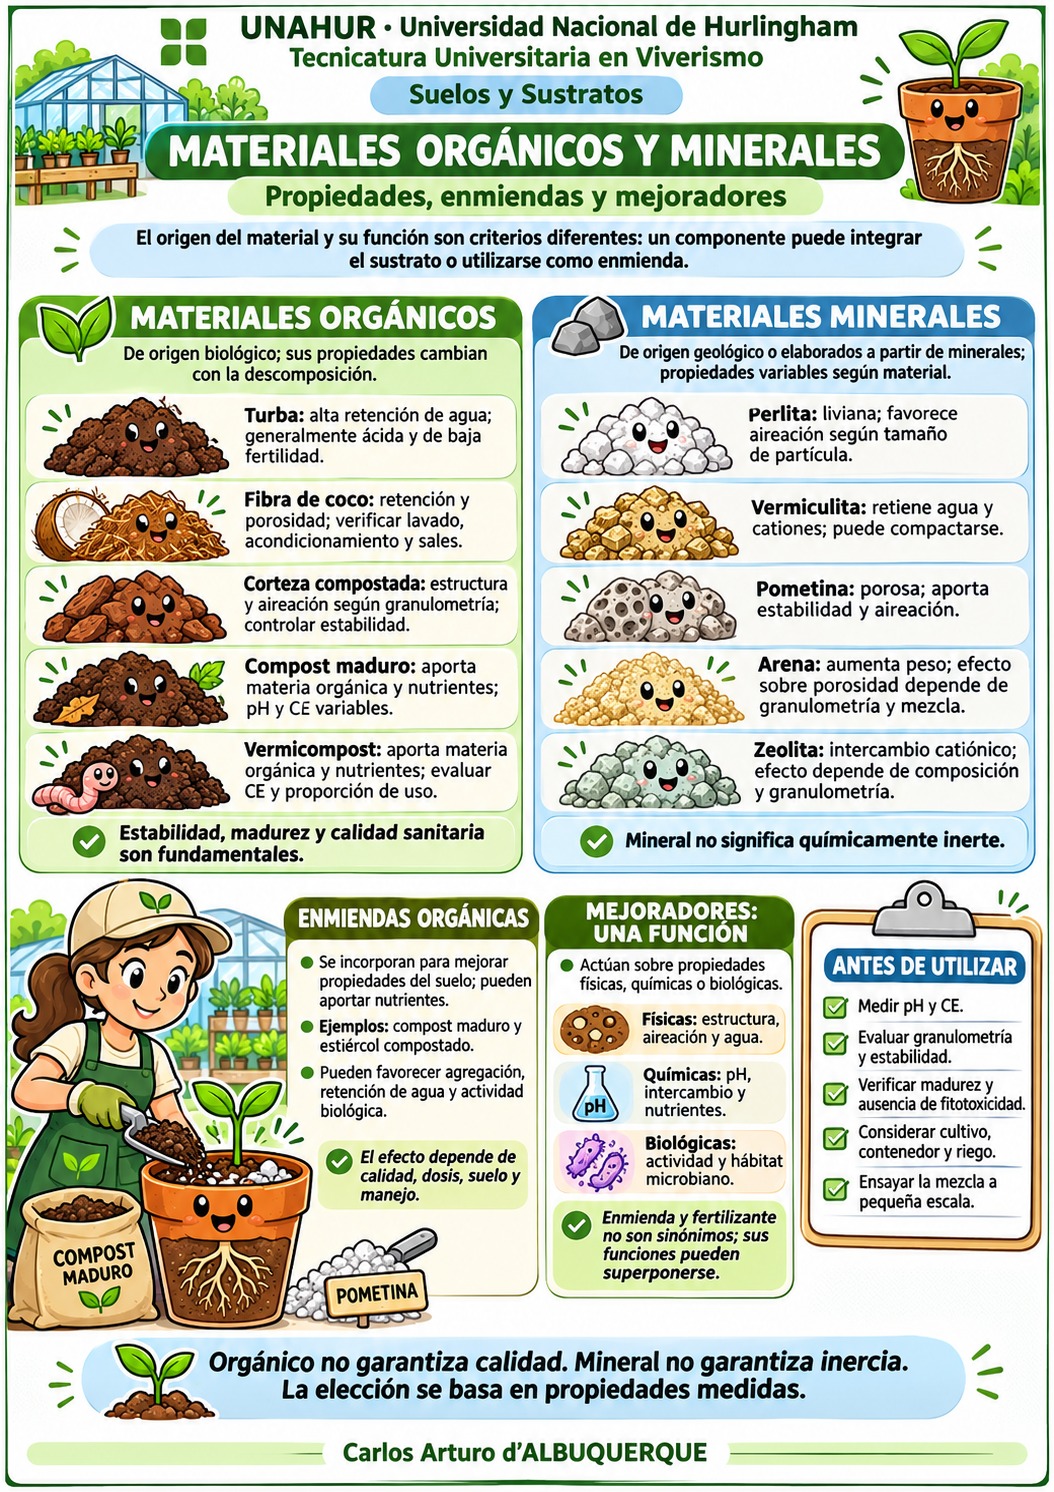 UNAHUR · Universidad Nacional de Hurlingham
Tecnicatura Universitaria en Viverismo
Suelos y Sustratos
MATERIALES ORGÁNICOS Y MINERALES
Propiedades, enmiendas y mejoradores
El origen del material y su función son criterios diferentes: un componente puede integrar
el sustrato o utilizarse como enmienda.
MATERIALES ORGÁNICOS
De origen biológico; sus propiedades cambian
con la descomposición.
Turba: alta retención de agua;
generalmente ácida y de baja
fertilidad.
Fibra de coco: retención y
porosidad; verificar lavado,
acondicionamiento y sales.
Corteza compostada: estructura
y aireación según granulometría;
controlar estabilidad.
Compost maduro: aporta
materia orgánica y nutrientes;
pH y CE variables.
Vermicompost: aporta materia
orgánica y nutrientes; evaluar
CE y proporción de uso.
Estabilidad, madurez y calidad sanitaria
son fundamentales.
MATERIALES MINERALES
De origen geológico o elaborados a partir de minerales;
propiedades variables según material.
Perlita: liviana; favorece
aireación según tamaño
de partícula.
Vermiculita: retiene agua y
cationes; puede compactarse.
Pometina: porosa; aporta
estabilidad y aireación.
Arena: aumenta peso; efecto
sobre porosidad depende de
granulometría y mezcla.
Zeolita: intercambio catiónico;
efecto depende de composición
y granulometría.
Mineral no significa químicamente inerte.
ENMIENDAS ORGÁNICAS
Se incorporan para mejorar
propiedades del suelo; pueden
aportar nutrientes.
Ejemplos: compost maduro y
estiércol compostado.
Pueden favorecer agregación,
retención de agua y actividad
biológica.
El efecto depende de
calidad, dosis, suelo y
manejo.
COMPOST
MADURO
POMETINA
MEJORADORES:
UNA FUNCIÓN
Actúan sobre propiedades
físicas, químicas o biológicas.
Físicas: estructura,
aireación y agua.
pH
Químicas: pH,
intercambio y
nutrientes.
Biológicas:
actividad y hábitat
microbiano.
Enmienda y fertilizante
no son sinónimos; sus
funciones pueden
superponerse.
ANTES DE UTILIZAR
Medir pH y CE.
Evaluar granulometría
y estabilidad.
Verificar madurez y
ausencia de fitotoxicidad.
Considerar cultivo,
contenedor y riego.
Ensayar la mezcla a
pequeña escala.
Orgánico no garantiza calidad. Mineral no garantiza inercia.
La elección se basa en propiedades medidas.
Carlos Arturo d’ALBUQUERQUE